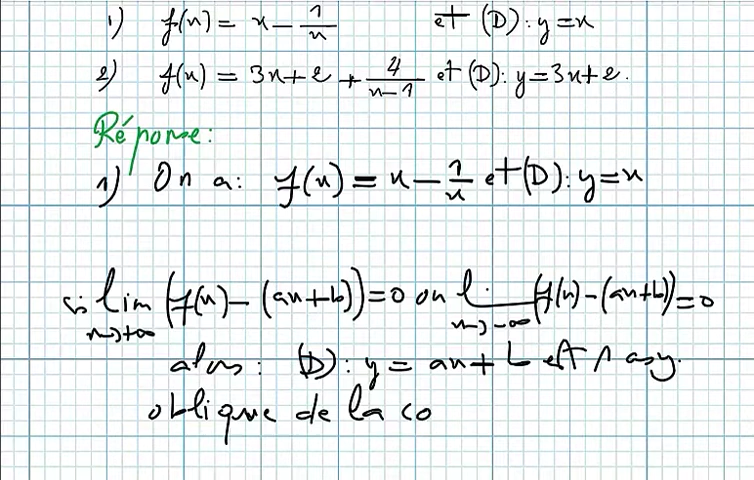 1) f(x) = x - 1/x et (D): y = x
2) f(x) = 3x + 2 + 4/(x-1) et (D): y = 3x + 2.
Réponse:
1) On a: f(x) = x - 1/x et (D): y = x
si lim x→+∞ (f(x) - (ax+b)) = 0 ou l. x→-∞ (f(x) - (ax+b)) = 0
alors: (D): y = ax + b est 1 asy.
oblique de la co